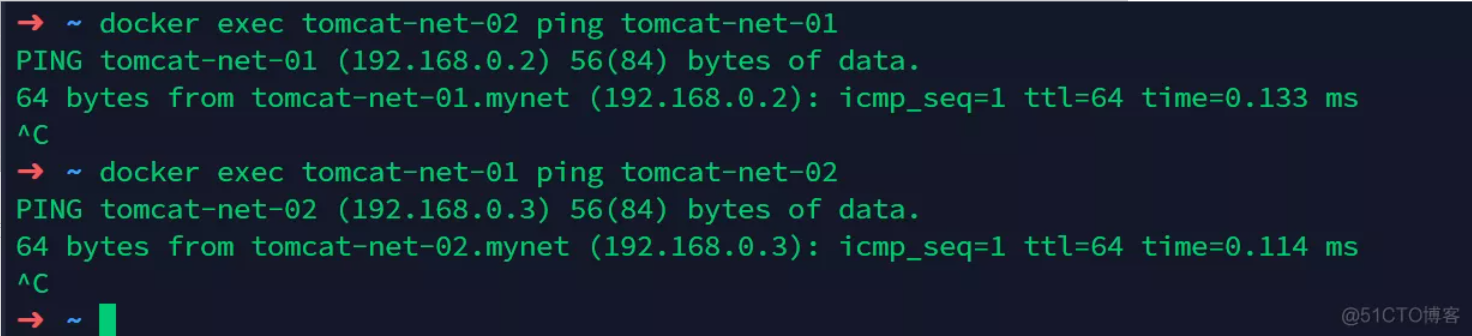 ➜ ~ docker exec tomcat-net-02 ping tomcat-net-01
PING tomcat-net-01 (192.168.0.2) 56(84) bytes of data.
64 bytes from tomcat-net-01.mynet (192.168.0.2): icmp_seq=1 ttl=64 time=0.133 ms
^C
➜ ~ docker exec tomcat-net-01 ping tomcat-net-02
PING tomcat-net-02 (192.168.0.3) 56(84) bytes of data.
64 bytes from tomcat-net-02.mynet (192.168.0.3): icmp_seq=1 ttl=64 time=0.114 ms
^C
➜ ~
@51CTO博客